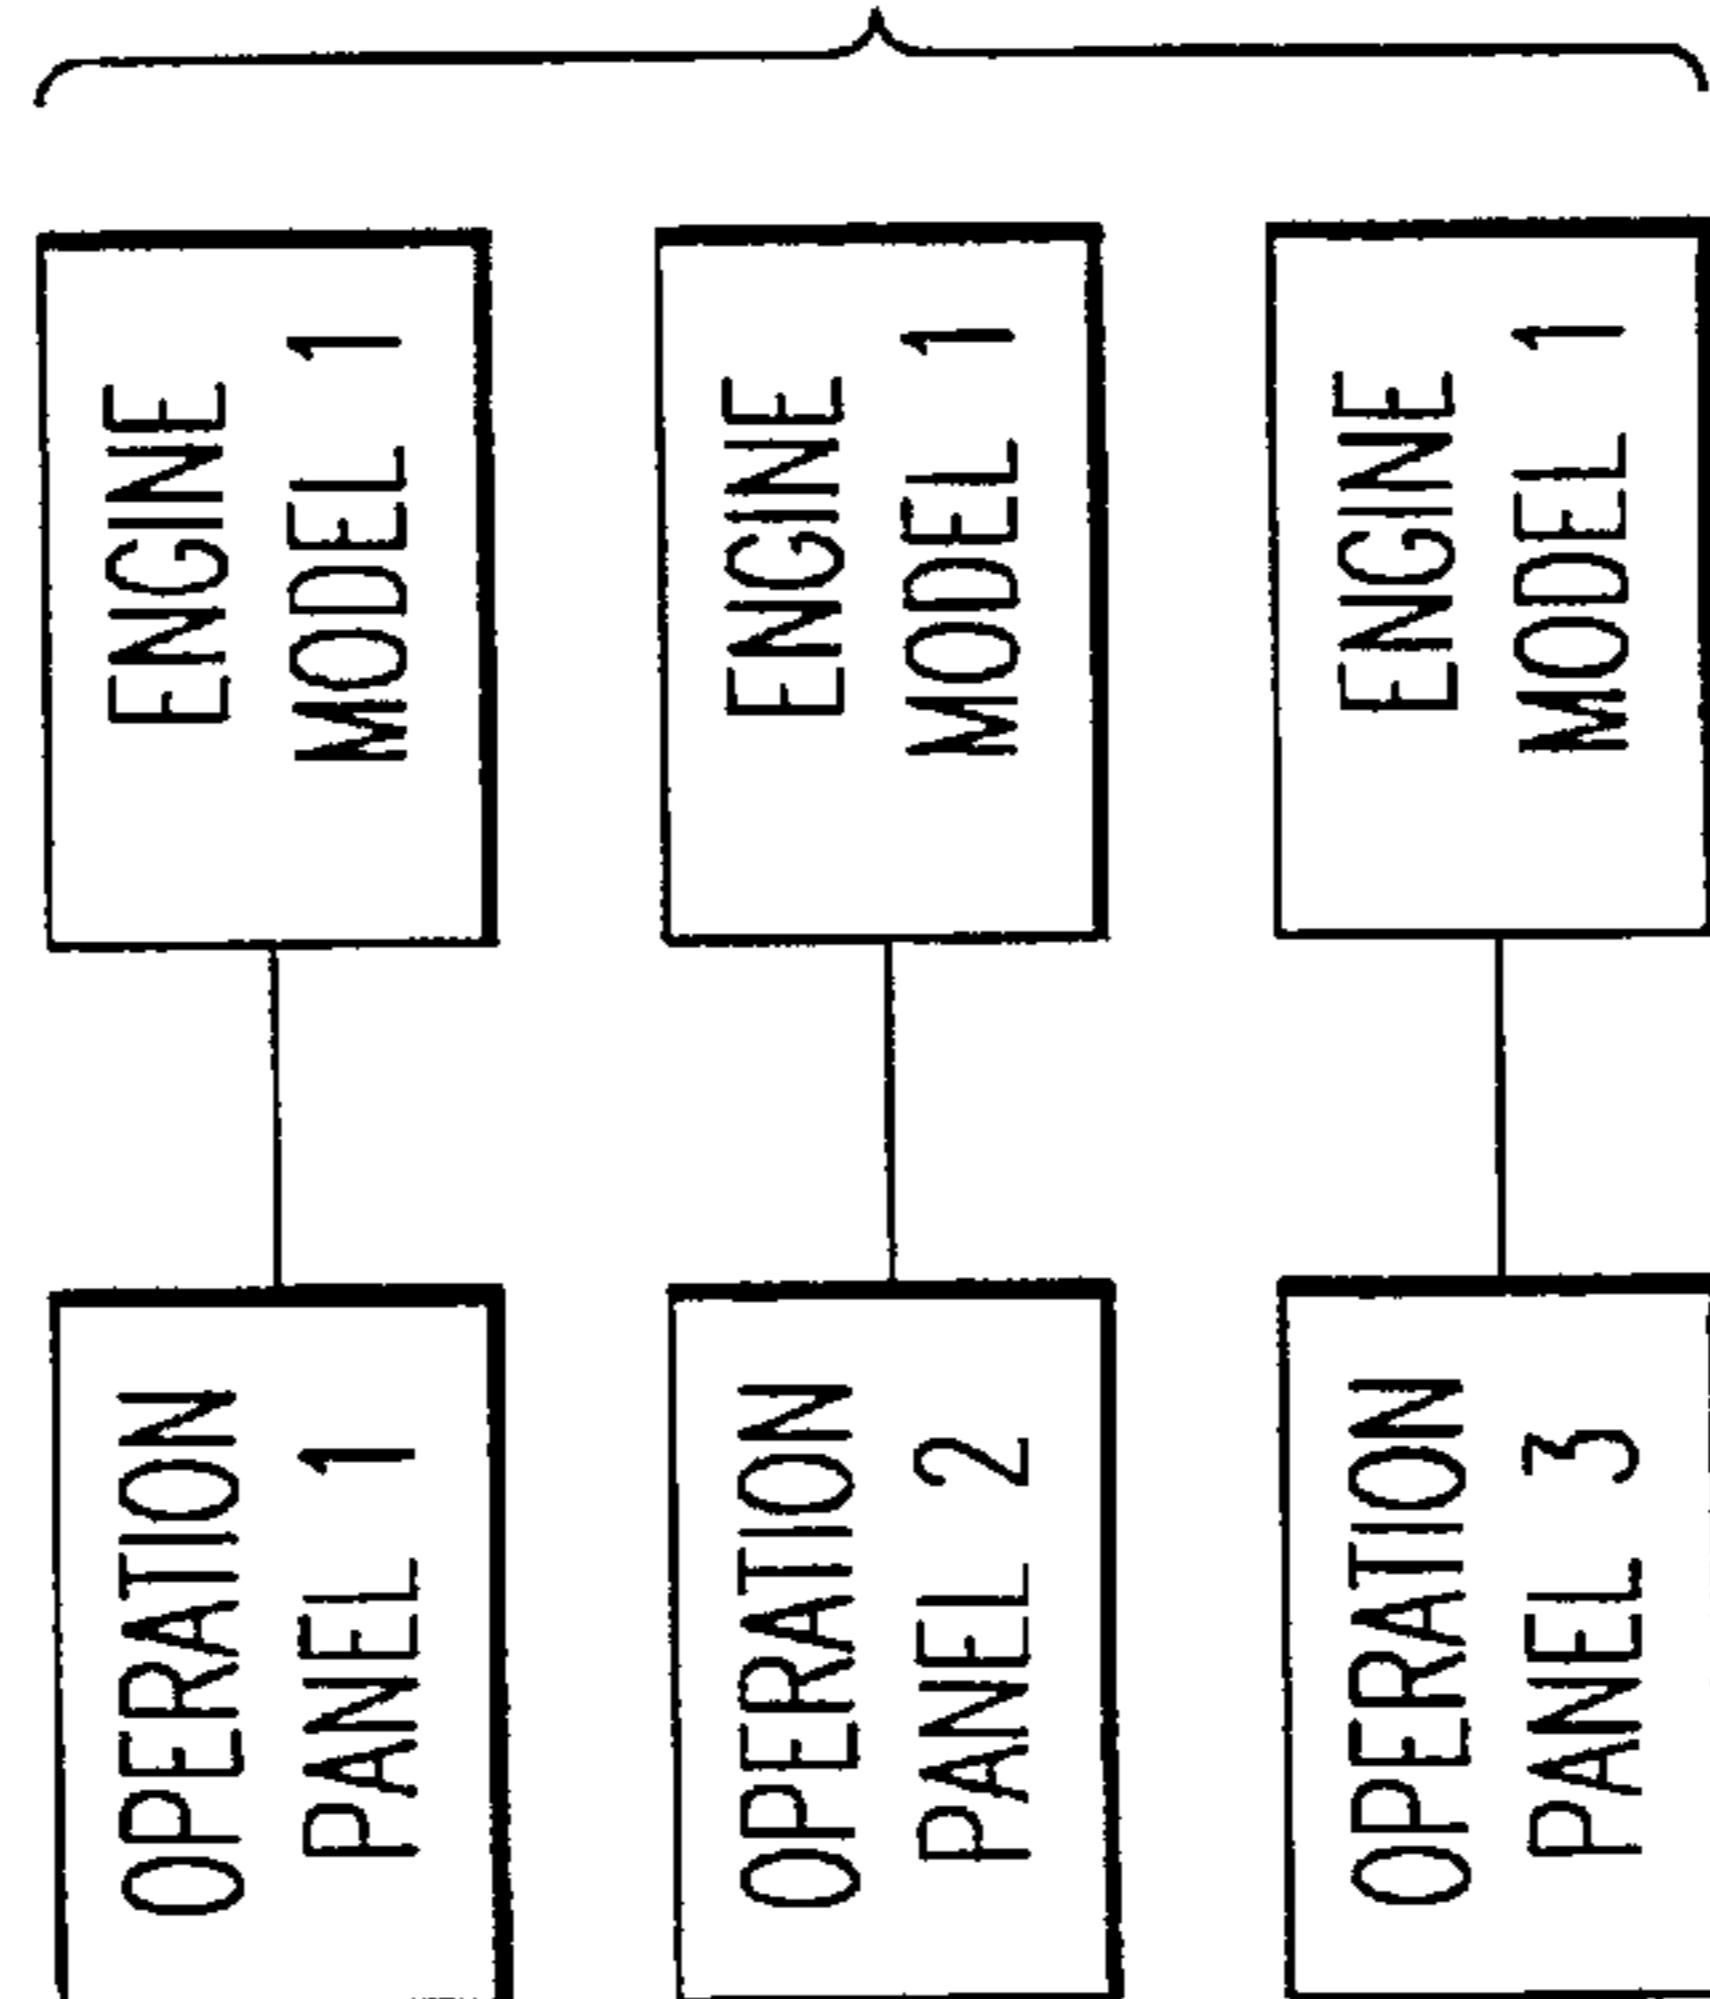 OPERATION
PANEL 1
ENGINE
MODEL 1
OPERATION
PANEL 2
ENGINE
MODEL 1
OPERATION
PANEL 3
ENGINE
MODEL 1